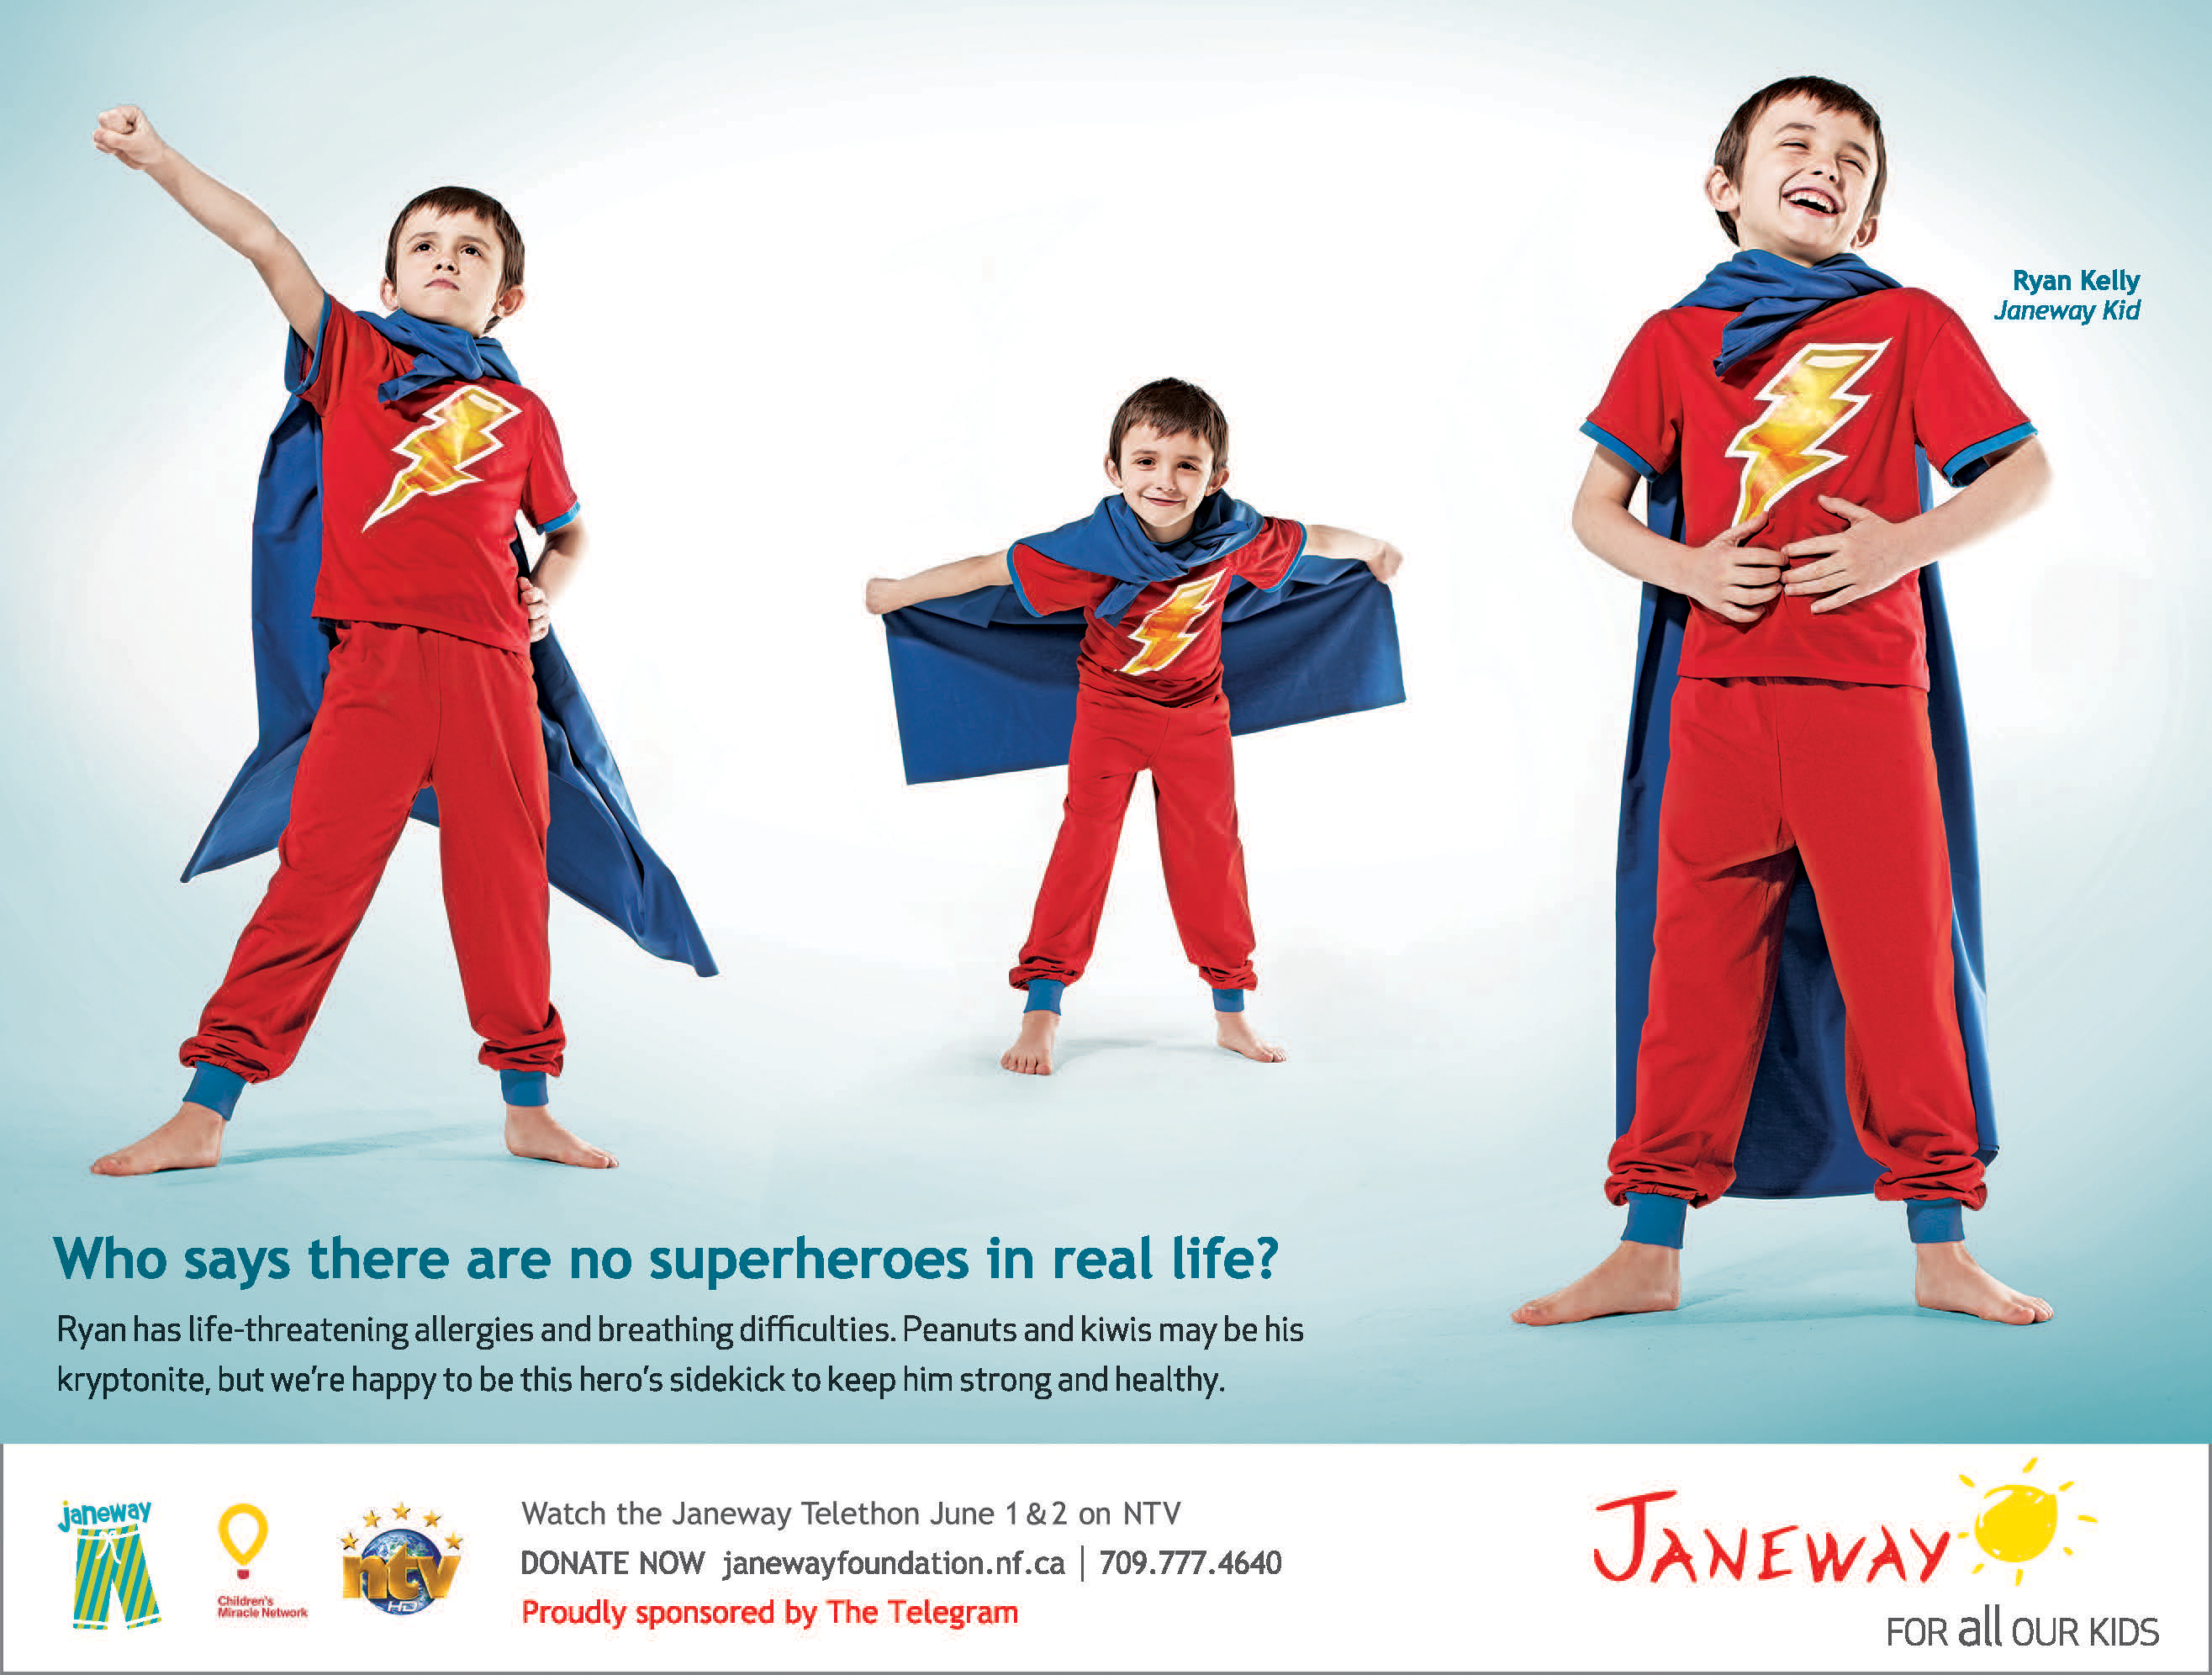 Ryan Kelly
Janeway Kid
Who says there are no superheroes in real life?
Ryan has life-threatening allergies and breathing difficulties. Peanuts and kiwis may be his
kryptonite, but we're happy to be this hero's sidekick to keep him strong and healthy.
janeway
Children's
Miracle Network
ntv
HD
Watch the Janeway Telethon June 1 & 2 on NTV
DONATE NOW janewayfoundation.nf.ca | 709.777.4640
Proudly sponsored by The Telegram
JANEWAY
FOR all OUR KIDS